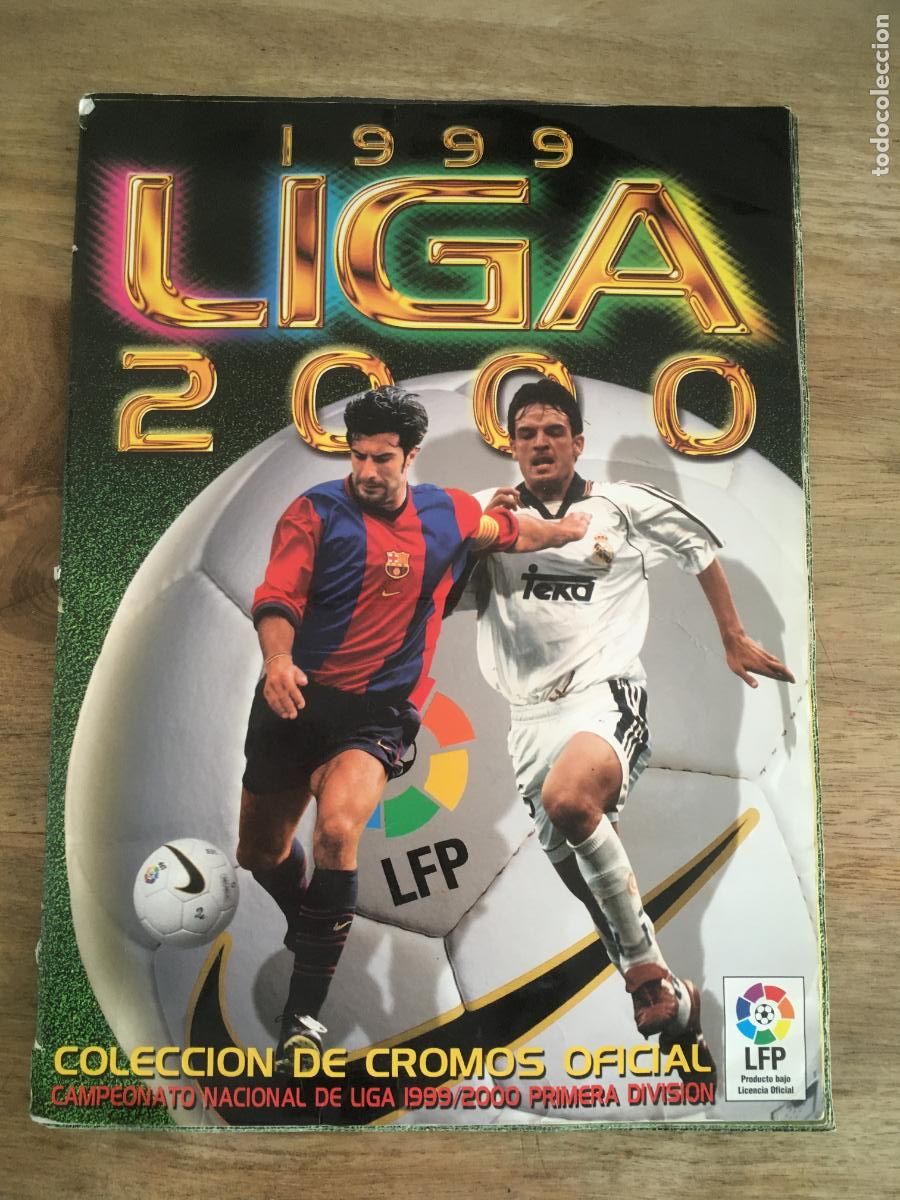 1999
LIGA
2000
Teka
LFP
2
COLECCION DE CROMOS OFICIAL
CAMPEONATO NACIONAL DE LIGA 1999/2000 PRIMERA DIVISION
LFP
Producto bajo
Licencia Oficial
todocoleccion